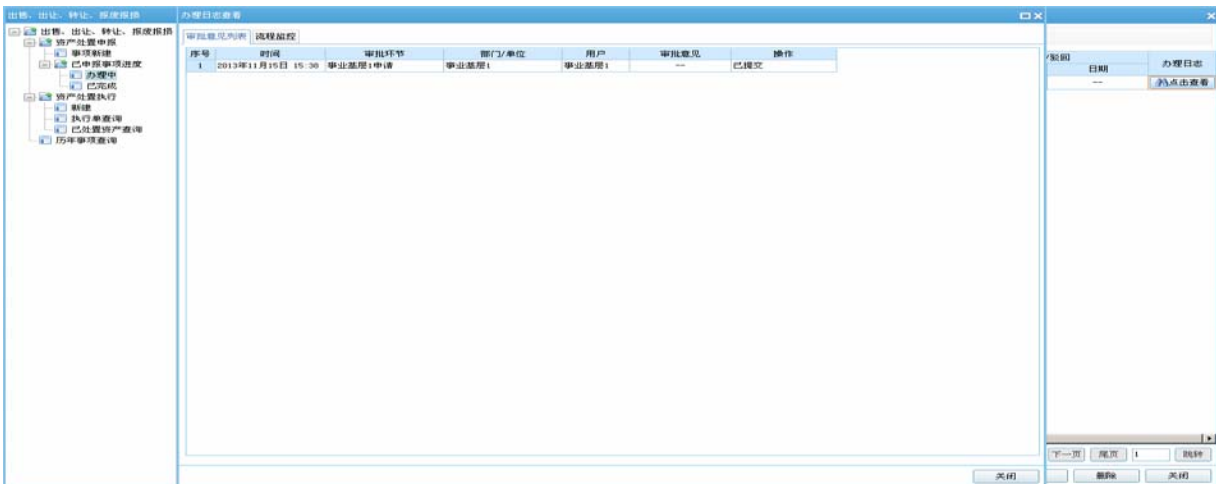 出售、出让、转让、报废报损
出售、出让、转让、报废报损
资产处置申报
事项新建
已申报事项进度
办理中
已完成
资产处置执行
新建
执行单查询
已处置资产查询
历年事项查询
办理日志查看
审批意见列表 流程监控
序号 时间 审批环节 部门/单位 用户 审批意见 操作
1 2013年11月15日 15:30 事业基层1申请 事业基层1 事业基层1 -- 已提交
关闭
/驳回
日期 办理日志
-- 点击查看
下一页 尾页 1 跳转
删除 关闭